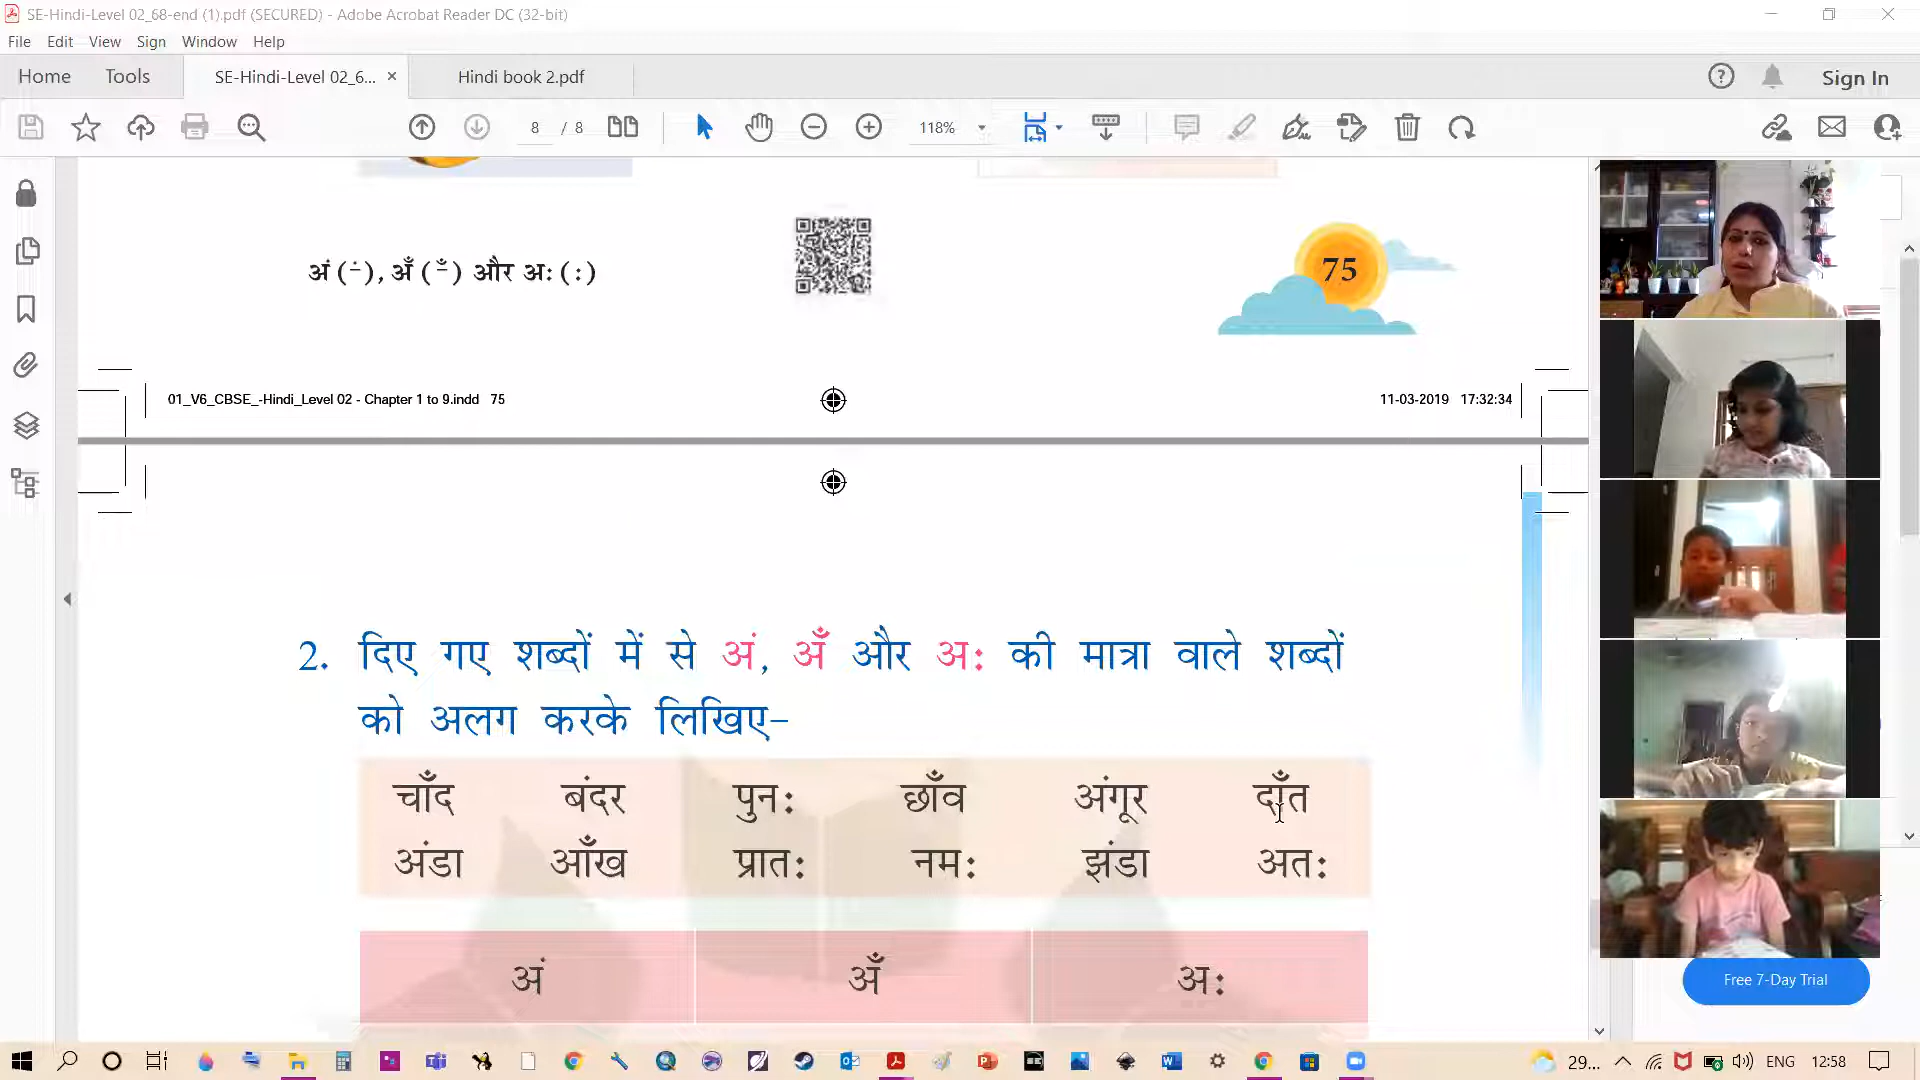 SE-Hindi-Level 02_68-end (1).pdf (SECURED) - Adobe Acrobat Reader DC (32-bit)
File Edit View Sign Window Help
Home Tools SE-Hindi-Level 02_6... × Hindi book 2.pdf Sign In
8 / 8 118%
75
अं (ं), अँ (ँ) और अः (ः)
01_V6_CBSE_-Hindi_Level 02 - Chapter 1 to 9.indd 75 11-03-2019 17:32:34
2. दिए गए शब्दों में से अं, अँ और अः की मात्रा वाले शब्दों
को अलग करके लिखिए–
चाँद बंदर पुनः छाँव अंगूर दाँत
अंडा आँख प्रातः नमः झंडा अतः
अं अँ अः
Free 7-Day Trial
29... ENG 12:58